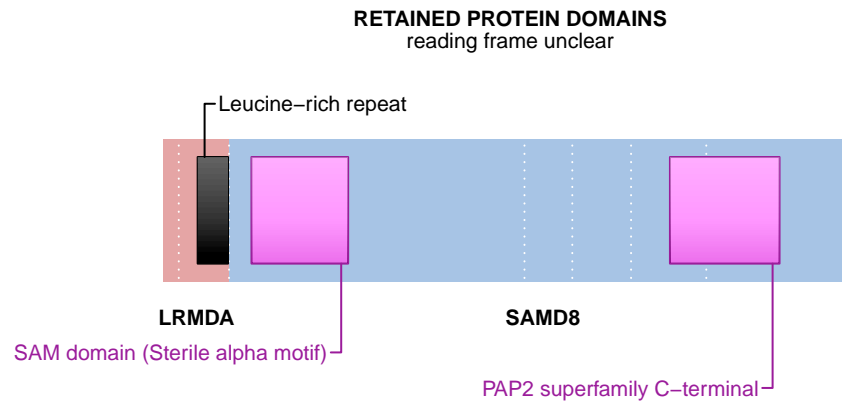 RETAINED PROTEIN DOMAINS
reading frame unclear
Leucine−rich repeat
LRMDA
SAMD8
SAM domain (Sterile alpha motif)
PAP2 superfamily C−terminal